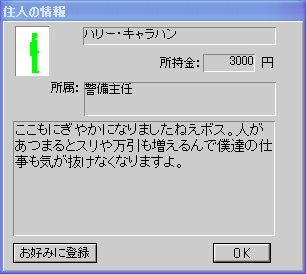 住人の情報
ハリー・キャラハン
所持金: 3000 円
所属: 警備主任
ここもにぎやかになりましたねえボス。人が
あつまるとスリや万引も増えるんで僕達の仕
事も気が抜けなくなりますよ。
お好みに登録 OK